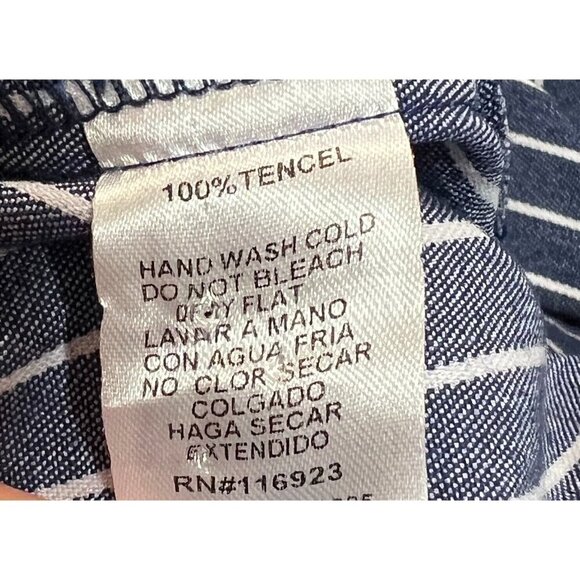 100%TENCEL
HAND WASH COLD
DO NOT BLEACH
DRY FLAT
LAVAR A MANO
CON AGUA FRIA
NO CLOR SECAR
COLGADO
HAGA SECAR
EXTENDIDO
RN#116923